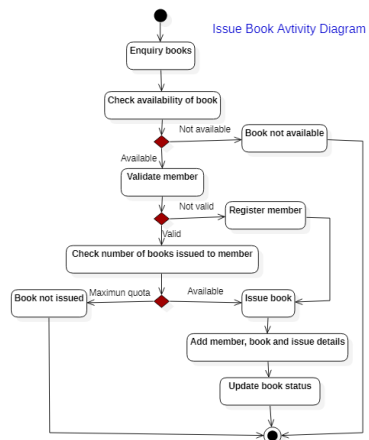 Issue Book Avtivity Diagram
Enquiry books
Check availability of book
Not available
Book not available
Available
Validate member
Not valid
Register member
Valid
Check number of books issued to member
Maximun quota
Available
Book not issued
Issue book
Add member, book and issue details
Update book status